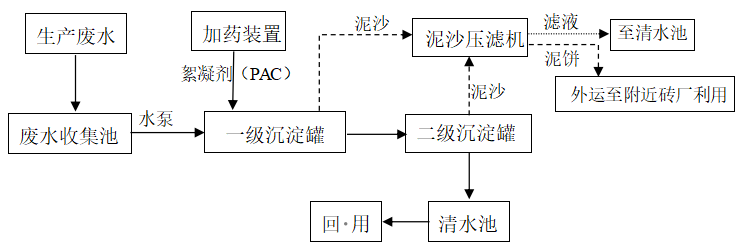 生产废水
加药装置
泥沙
泥沙压滤机
滤液
至清水池
泥饼
絮凝剂（PAC）
外运至附近砖厂利用
泥沙
水泵
废水收集池
一级沉淀罐
二级沉淀罐
回·用
清水池